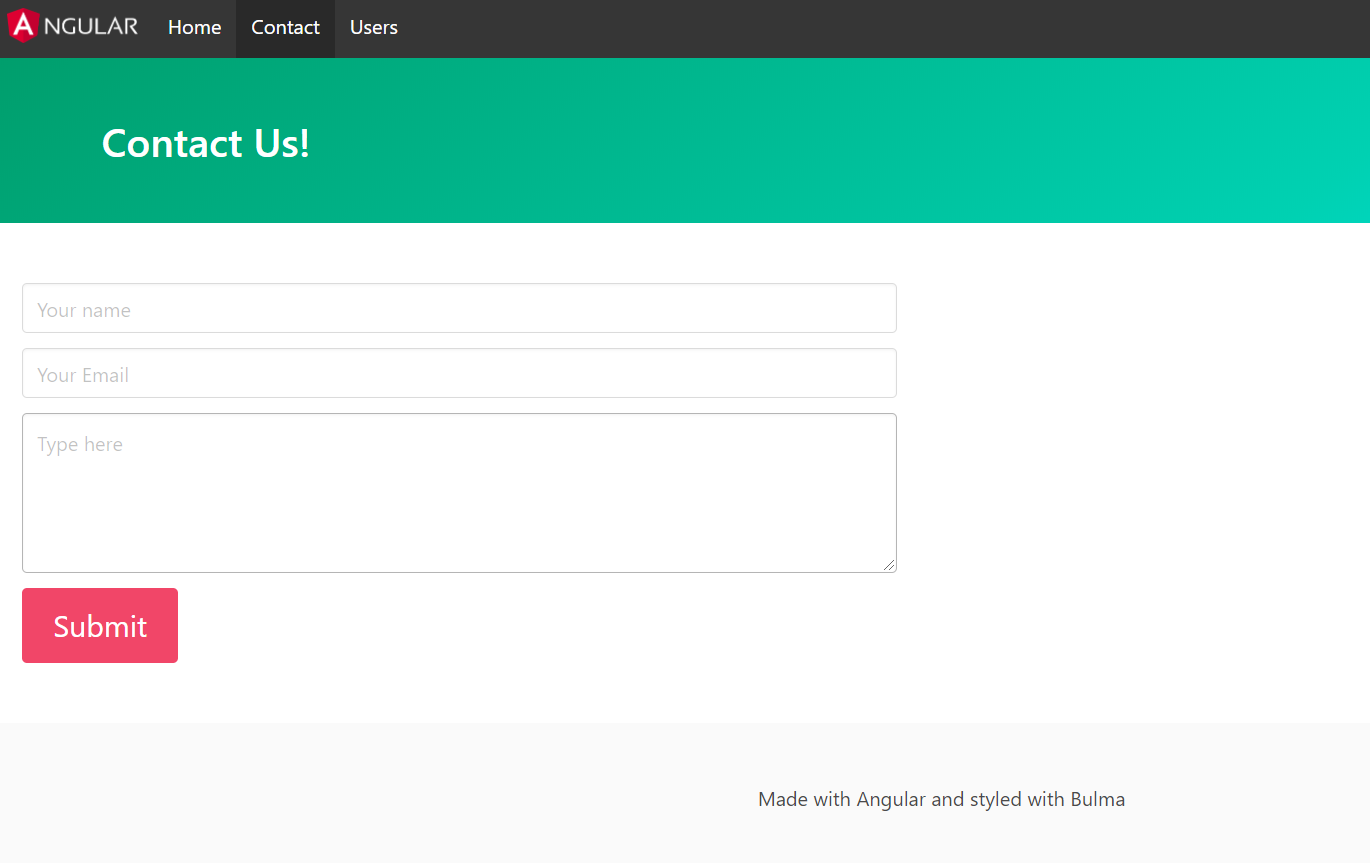 ANGULAR Home Contact Users
Contact Us!
Your name
Your Email
Type here
Submit
Made with Angular and styled with Bulma